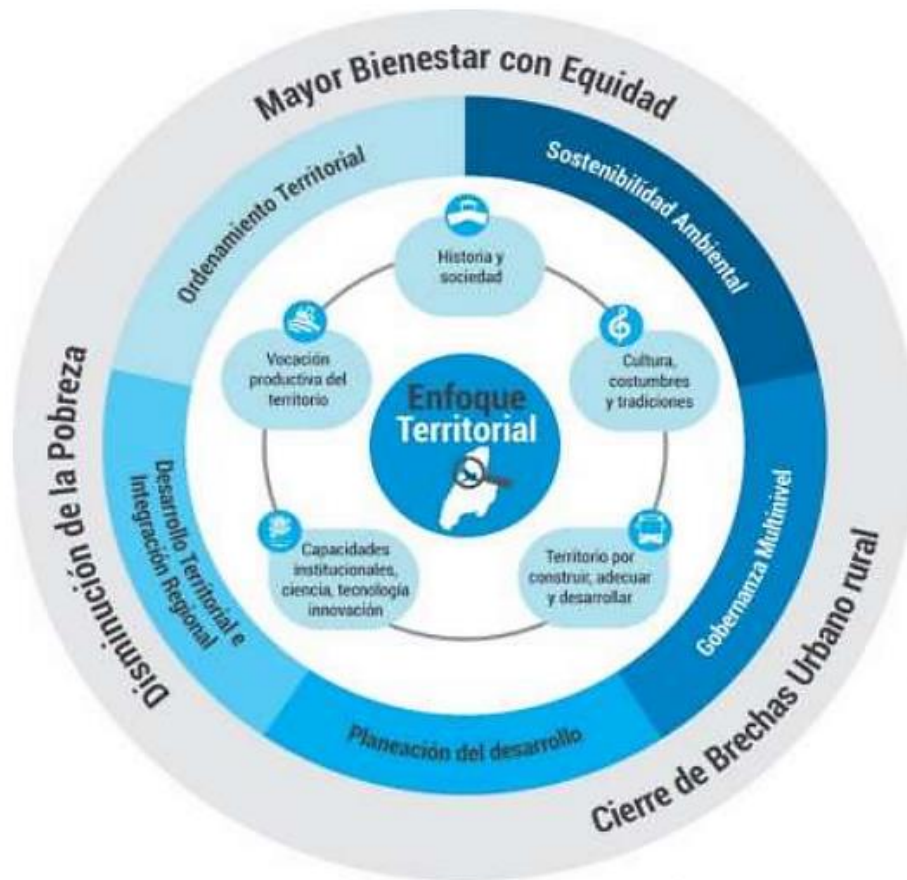 Mayor Bienestar con Equidad
Ordenamiento Territorial
Sostenibilidad Ambiental
Historia y
sociedad
Vocación
productiva del
territorio
Cultura,
costumbres
y tradiciones
Enfoque
Territorial
Disminución de la Pobreza
Desarrollo Territorial e
Integración Regional
Capacidades
institucionales,
ciencia, tecnología
innovación
Territorio por
construir, adecuar
y desarrollar
Gobernanza Multinivel
Planeación del desarrollo
Cierre de Brechas Urbano rural